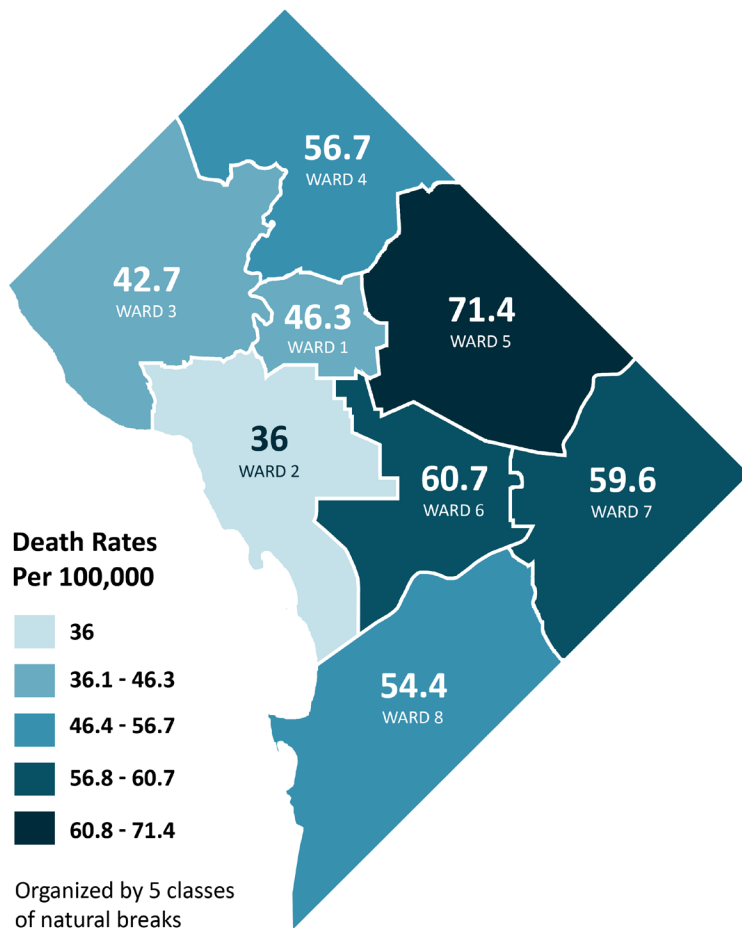 56.7
WARD 4
42.7
WARD 3
46.3
WARD 1
71.4
WARD 5
36
WARD 2
60.7
WARD 6
59.6
WARD 7
54.4
WARD 8
Death Rates
Per 100,000
36
36.1 - 46.3
46.4 - 56.7
56.8 - 60.7
60.8 - 71.4
Organized by 5 classes
of natural breaks